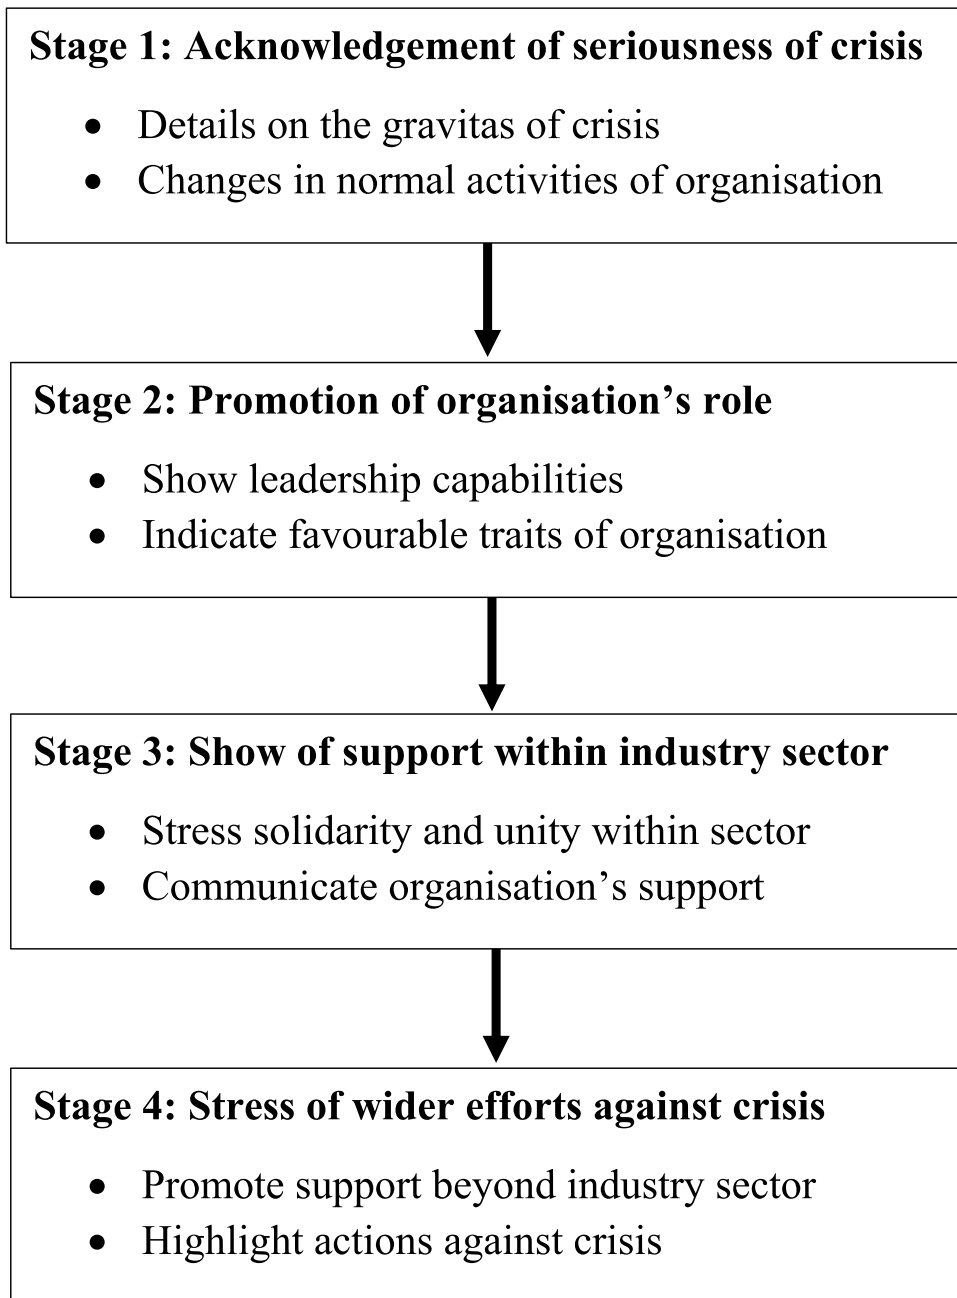 Stage 1: Acknowledgement of seriousness of crisis
• Details on the gravitas of crisis
• Changes in normal activities of organisation
Stage 2: Promotion of organisation’s role
• Show leadership capabilities
• Indicate favourable traits of organisation
Stage 3: Show of support within industry sector
• Stress solidarity and unity within sector
• Communicate organisation’s support
Stage 4: Stress of wider efforts against crisis
• Promote support beyond industry sector
• Highlight actions against crisis